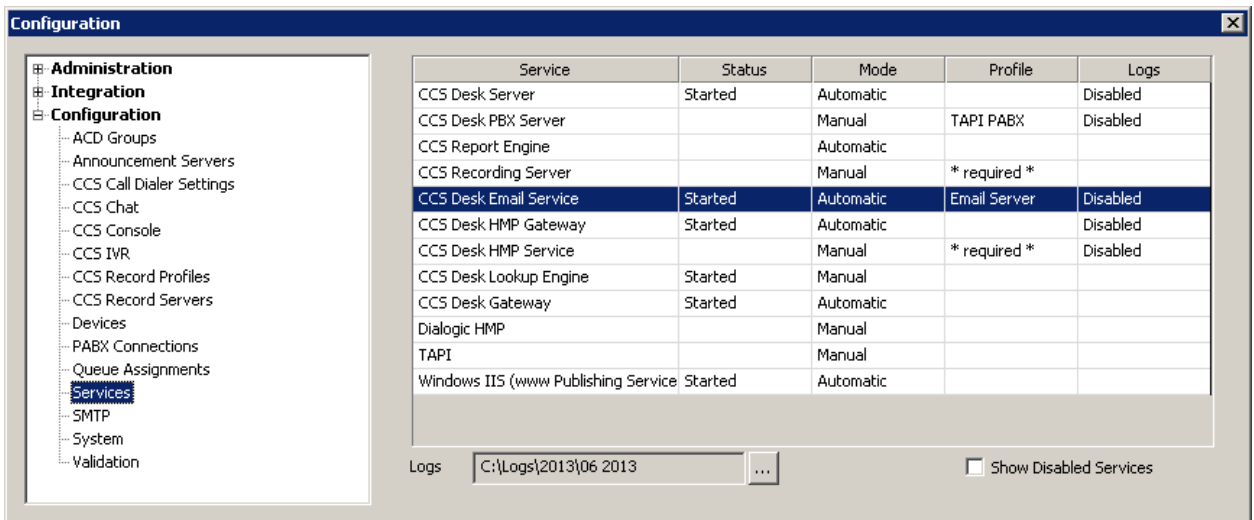 Configuration
Administration
Integration
Configuration
ACD Groups
Announcement Servers
CCS Call Dialer Settings
CCS Chat
CCS Console
CCS IVR
CCS Record Profiles
CCS Record Servers
Devices
PABX Connections
Queue Assignments
Services
SMTP
System
Validation
Service Status Mode Profile Logs
CCS Desk Server Started Automatic Disabled
CCS Desk PBX Server Manual TAPI PABX Disabled
CCS Report Engine Automatic
CCS Recording Server Manual * required *
CCS Desk Email Service Started Automatic Email Server Disabled
CCS Desk HMP Gateway Started Automatic Disabled
CCS Desk HMP Service Manual * required * Disabled
CCS Desk Lookup Engine Started Manual
CCS Desk Gateway Started Automatic
Dialogic HMP Manual
TAPI Manual
Windows IIS (www Publishing Service Started Automatic
Logs C:\Logs\2013\06 2013 ... Show Disabled Services